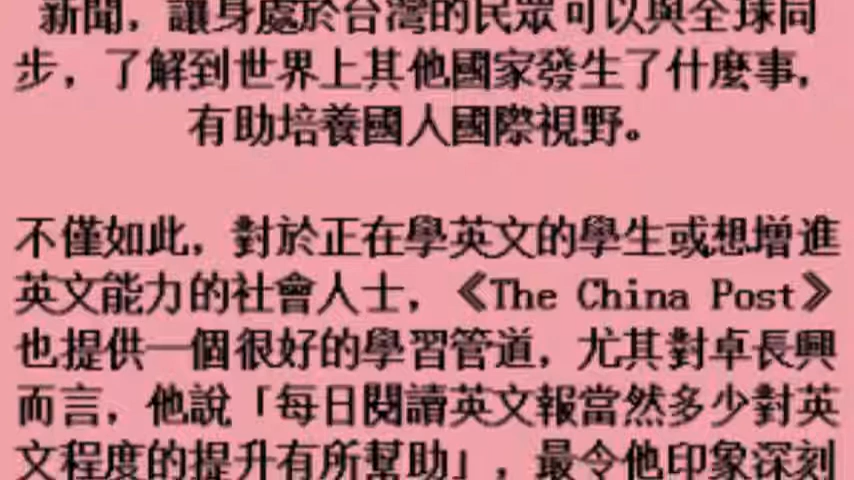 新聞，讓身處於台灣的民眾可以與全球同
步，了解到世界上其他國家發生了什麼事，
有助培養國人國際視野。
不僅如此，對於正在學英文的學生或想增進
英文能力的社會人士，《The China Post》
也提供一個很好的學習管道，尤其對卓長興
而言，他說「每日閱讀英文報當然多少對英
文程度的提升有所幫助」，最令他印象深刻